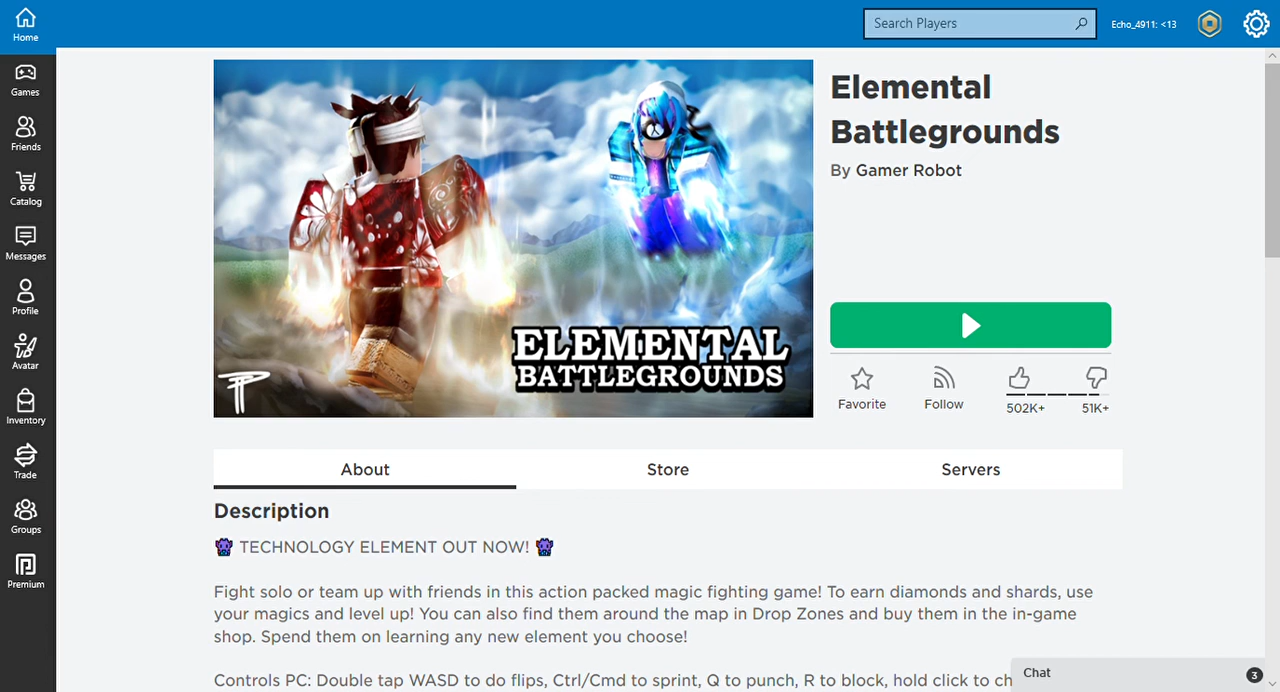 Home
Search Players
Echo_4911: <13
Games
Friends
Catalog
Messages
Profile
Avatar
Inventory
Trade
Groups
Premium
ELEMENTAL
BATTLEGROUNDS
Elemental
Battlegrounds
By Gamer Robot
Favorite
Follow
502K+
51K+
About
Store
Servers
Description
TECHNOLOGY ELEMENT OUT NOW!
Fight solo or team up with friends in this action packed magic fighting game! To earn diamonds and shards, use
your magics and level up! You can also find them around the map in Drop Zones and buy them in the in-game
shop. Spend them on learning any new element you choose!
Controls PC: Double tap WASD to do flips, Ctrl/Cmd to sprint, Q to punch, R to block, hold click to ch
Chat
3